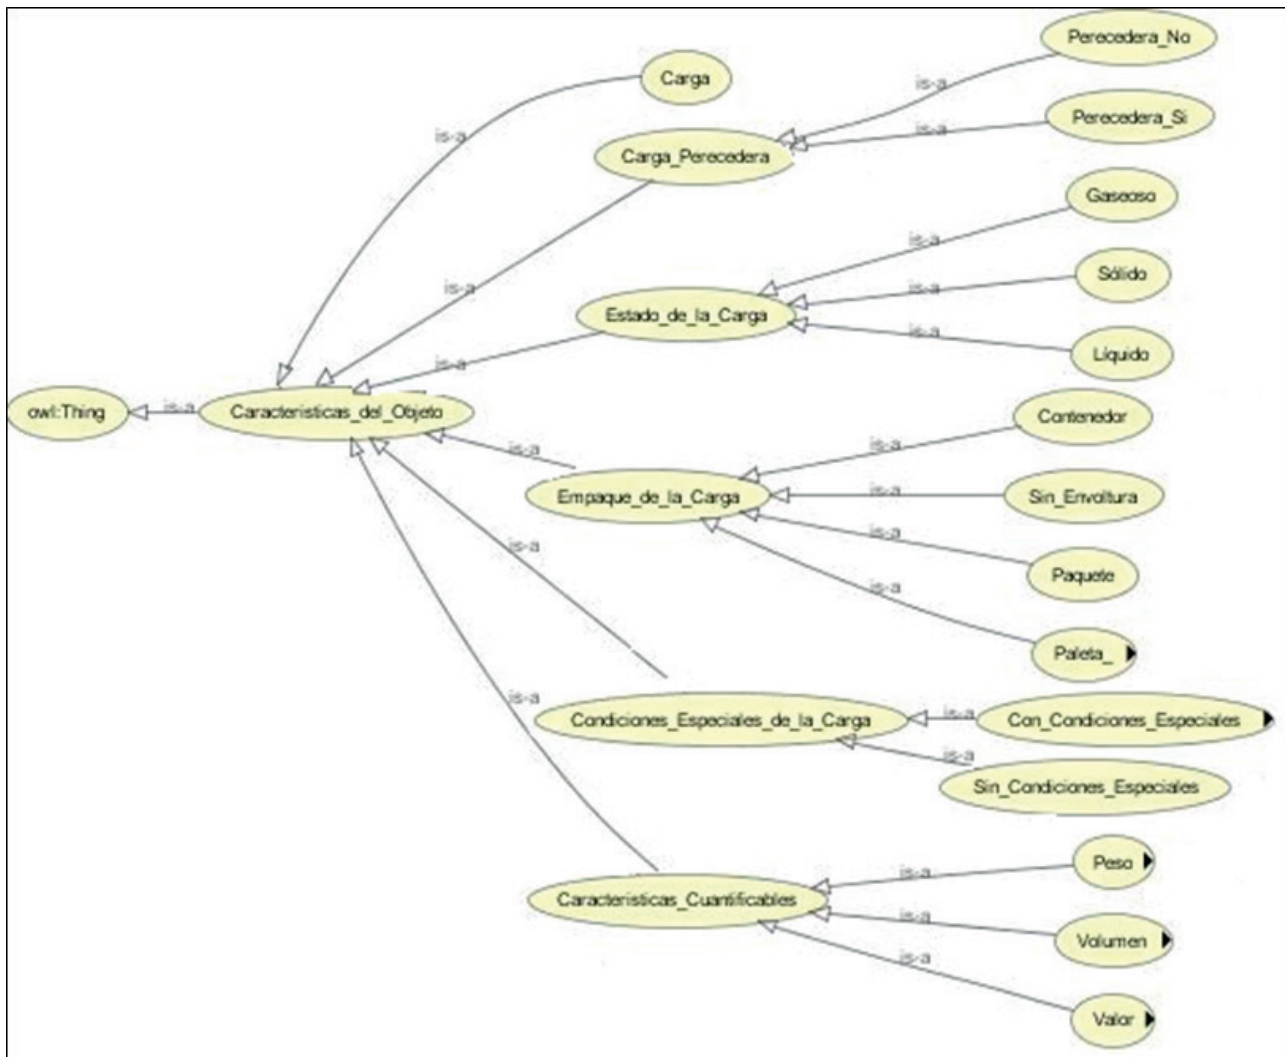 Perecedera_No
Carga
is-a
is-a
Perecedera_Si
is-a
Carga_Perecedera
is-a
Gaseoso
is-a
Sólido
is-a
is-a
Estado_de_la_Carga
is-a
Líquido
is-a
owl:Thing
is-a
Caracteristicas_del_Objeto
Contenedor
is-a
is-a
Empaque_de_la_Carga
is-a
Sin_Envoltura
is-a
is-a
Paquete
is-a
Paleta_
is-a
Condiciones_Especiales_de_la_Carga
is-a
Con_Condiciones_Especiales
is-a
Sin_Condiciones_Especiales
Peso
is-a
Caracteristicas_Cuantificables
is-a
Volumen
is-a
Valor